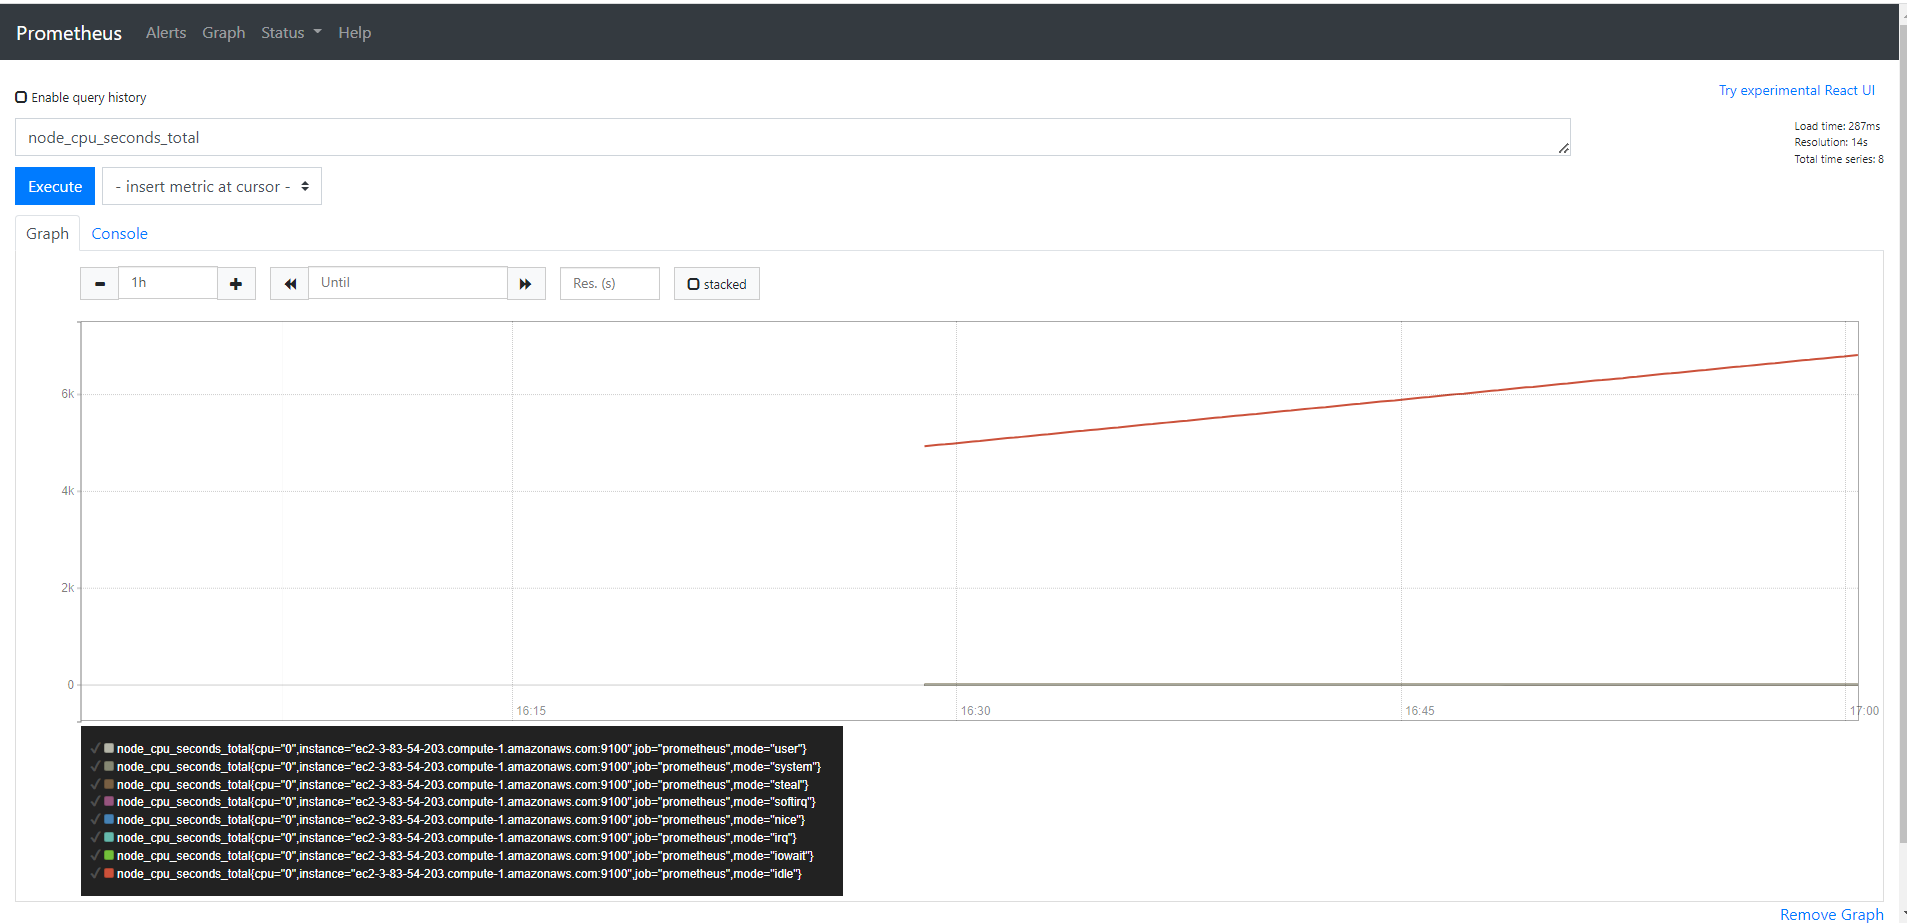 Prometheus Alerts Graph Status Help
Enable query history
Try experimental React UI
node_cpu_seconds_total
Load time: 287ms
Resolution: 14s
Total time series: 8
Execute - insert metric at cursor -
Graph Console
1h Until Res. (s) stacked
6k
4k
2k
0
16:15 16:30 16:45 17:00
node_cpu_seconds_total{cpu="0",instance="ec2-3-83-54-203.compute-1.amazonaws.com:9100",job="prometheus",mode="user"}
node_cpu_seconds_total{cpu="0",instance="ec2-3-83-54-203.compute-1.amazonaws.com:9100",job="prometheus",mode="system"}
node_cpu_seconds_total{cpu="0",instance="ec2-3-83-54-203.compute-1.amazonaws.com:9100",job="prometheus",mode="steal"}
node_cpu_seconds_total{cpu="0",instance="ec2-3-83-54-203.compute-1.amazonaws.com:9100",job="prometheus",mode="softirq"}
node_cpu_seconds_total{cpu="0",instance="ec2-3-83-54-203.compute-1.amazonaws.com:9100",job="prometheus",mode="nice"}
node_cpu_seconds_total{cpu="0",instance="ec2-3-83-54-203.compute-1.amazonaws.com:9100",job="prometheus",mode="irq"}
node_cpu_seconds_total{cpu="0",instance="ec2-3-83-54-203.compute-1.amazonaws.com:9100",job="prometheus",mode="iowait"}
node_cpu_seconds_total{cpu="0",instance="ec2-3-83-54-203.compute-1.amazonaws.com:9100",job="prometheus",mode="idle"}
Remove Graph